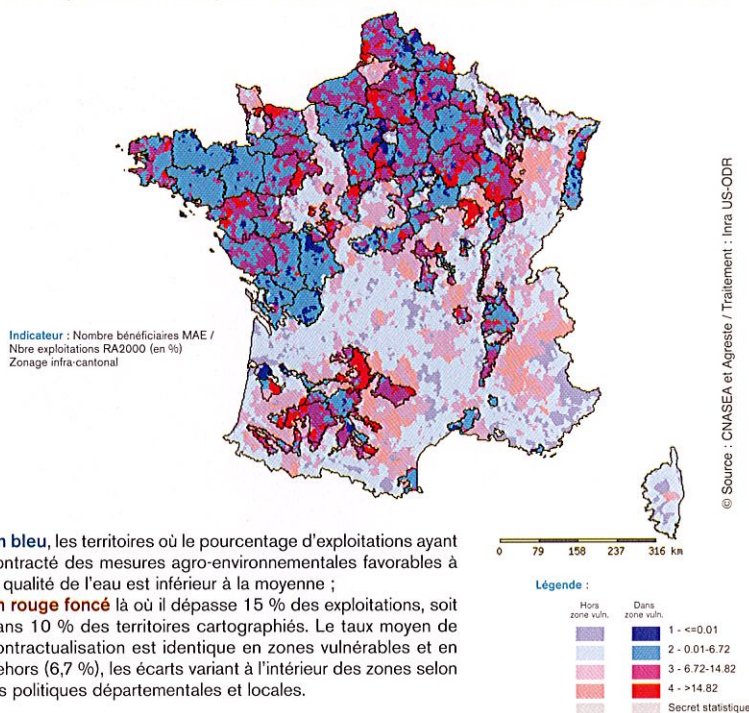 Indicateur : Nombre bénéficiaires MAE /
Nbre exploitations RA2000 (en %)
Zonage infra-cantonal
© Source : CNASEA et Agreste / Traitement : Inra US-ODR
n bleu, les territoires où le pourcentage d'exploitations ayant
ontracté des mesures agro-environnementales favorables à
qualité de l'eau est inférieur à la moyenne ;
n rouge foncé là où il dépasse 15 % des exploitations, soit
ans 10 % des territoires cartographiés. Le taux moyen de
ontractualisation est identique en zones vulnérables et en
ehors (6,7 %), les écarts variant à l'intérieur des zones selon
s politiques départementales et locales.
0 79 158 237 316 km
Légende :
Hors zone vuln.
Dans zone vuln.
1 - <=0.01
2 - 0.01-6.72
3 - 6.72-14.82
4 - >14.82
Secret statistique